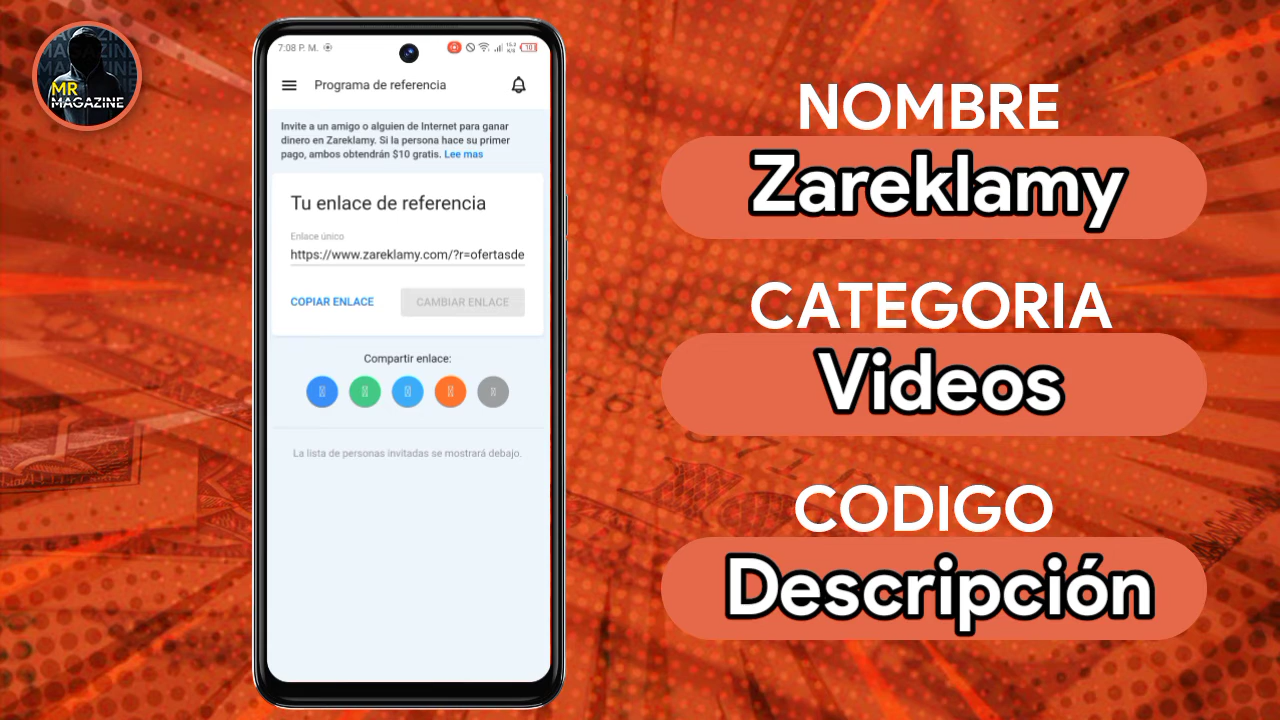 MAGAZINE
MR
MAGAZINE
7:08 P. M.
Programa de referencia
Invite a un amigo o alguien de Internet para ganar
dinero en Zareklamy. Si la persona hace su primer
pago, ambos obtendrán $10 gratis. Lee mas
Tu enlace de referencia
Enlace único
https://www.zareklamy.com/?r=ofertasde
COPIAR ENLACE
CAMBIAR ENLACE
Compartir enlace:
La lista de personas invitadas se mostrará debajo.
NOMBRE
Zareklamy
CATEGORIA
Videos
CODIGO
Descripción